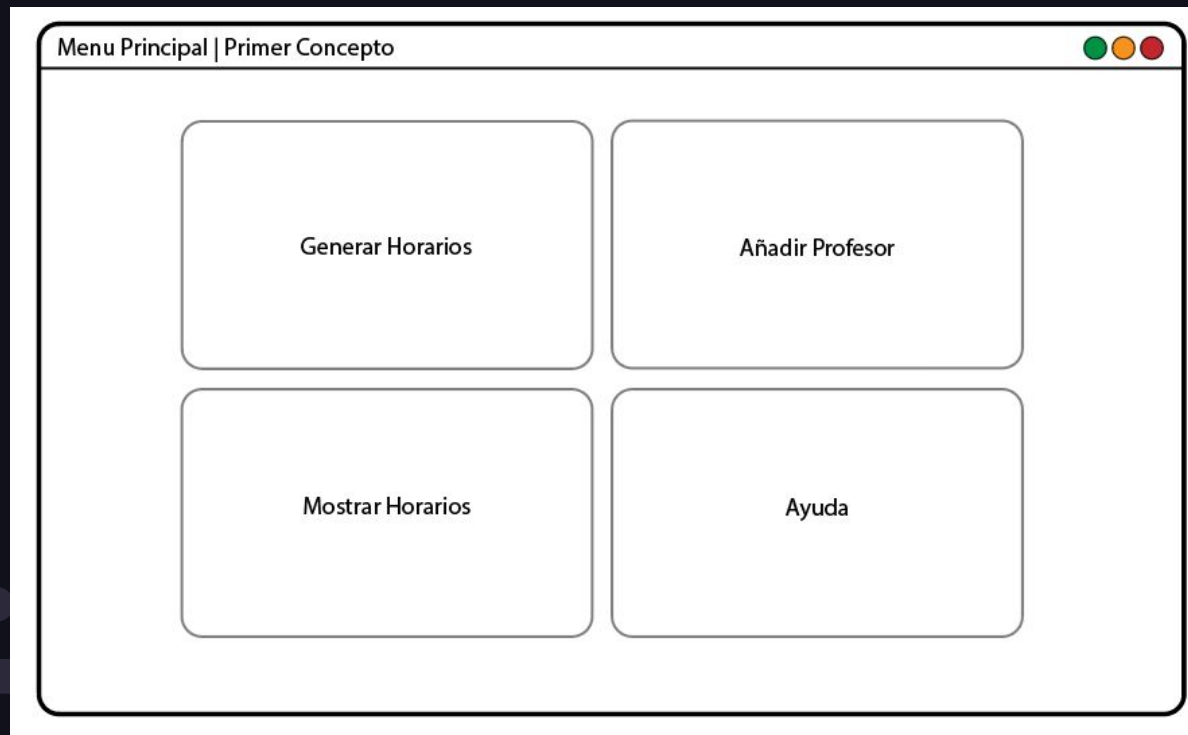 Menu Principal | Primer Concepto
Generar Horarios
Añadir Profesor
Mostrar Horarios
Ayuda